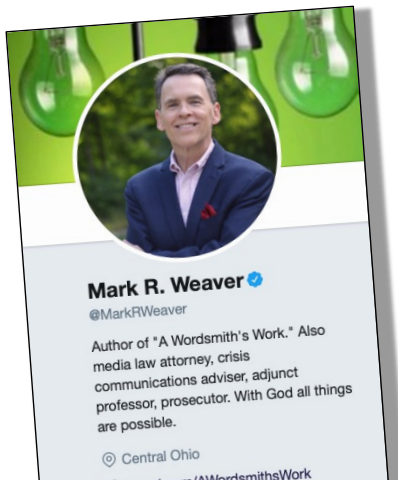 Mark R. Weaver
@MarkRWeaver
Author of "A Wordsmith's Work." Also
media law attorney, crisis
communications adviser, adjunct
professor, prosecutor. With God all things
are possible.
Central Ohio
/AWordsmithsWork